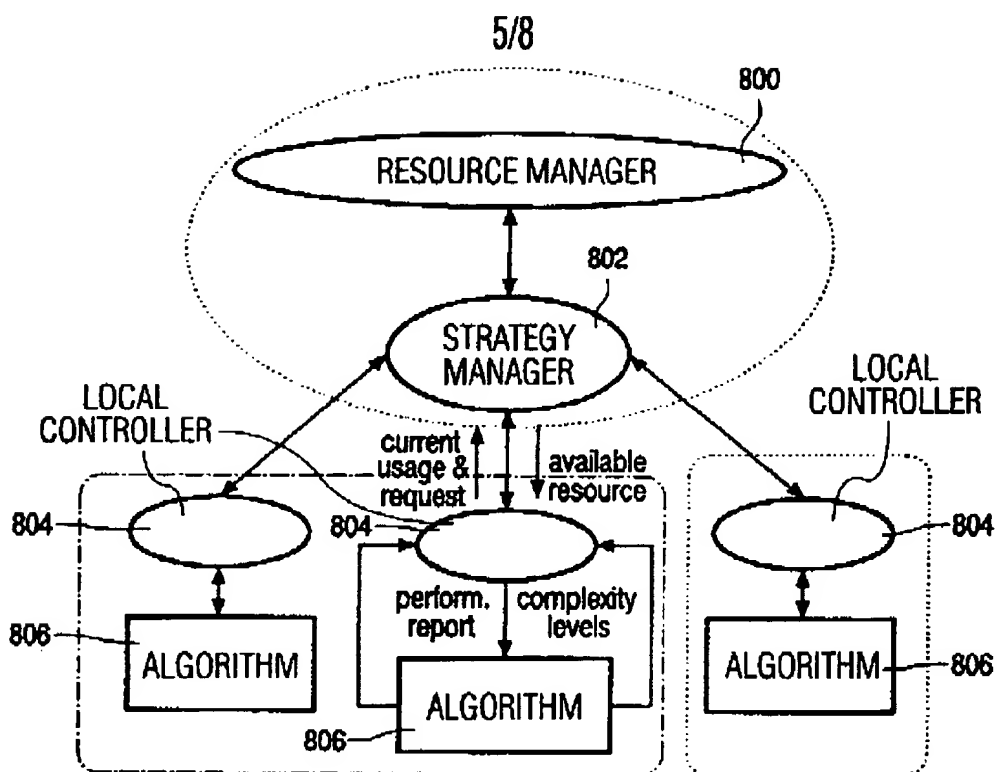 5/8
800
RESOURCE MANAGER
802
STRATEGY
MANAGER
LOCAL
CONTROLLER
LOCAL
CONTROLLER
current
usage &
request
available
resource
804
804
804
perform.
report
complexity
levels
806
ALGORITHM
ALGORITHM
806
ALGORITHM
806